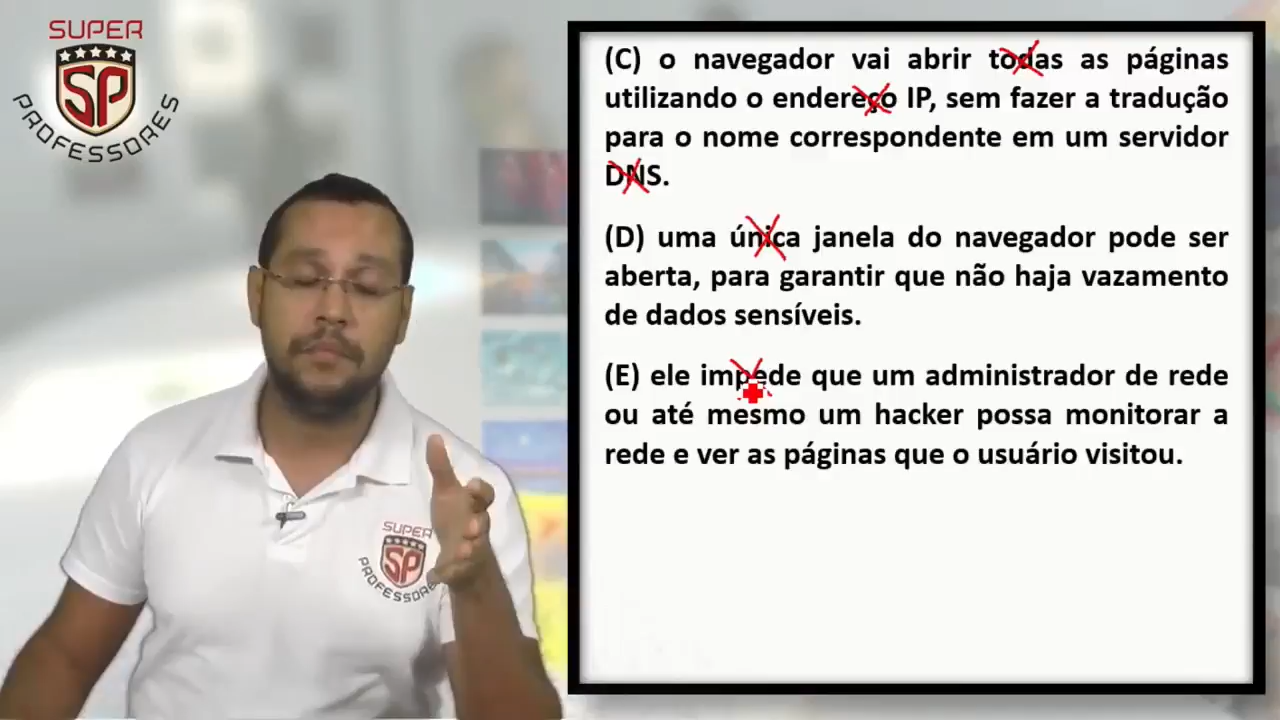 SUPER
SP
PROFESSORES
(C) o navegador vai abrir todas as páginas
utilizando o endereço IP, sem fazer a tradução
para o nome correspondente em um servidor
DNS.
(D) uma única janela do navegador pode ser
aberta, para garantir que não haja vazamento
de dados sensíveis.
(E) ele impede que um administrador de rede
ou até mesmo um hacker possa monitorar a
rede e ver as páginas que o usuário visitou.
SUPER
SP
PROFESSORES